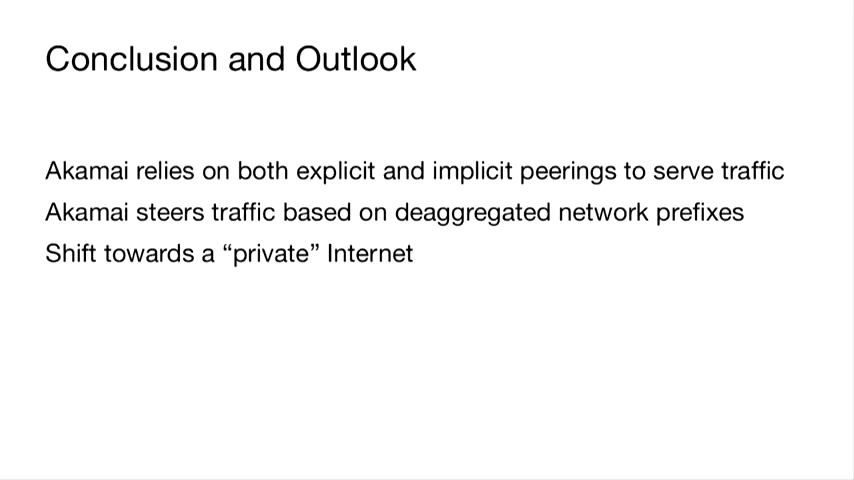 Conclusion and Outlook
Akamai relies on both explicit and implicit peerings to serve traffic
Akamai steers traffic based on deaggregated network prefixes
Shift towards a “private” Internet